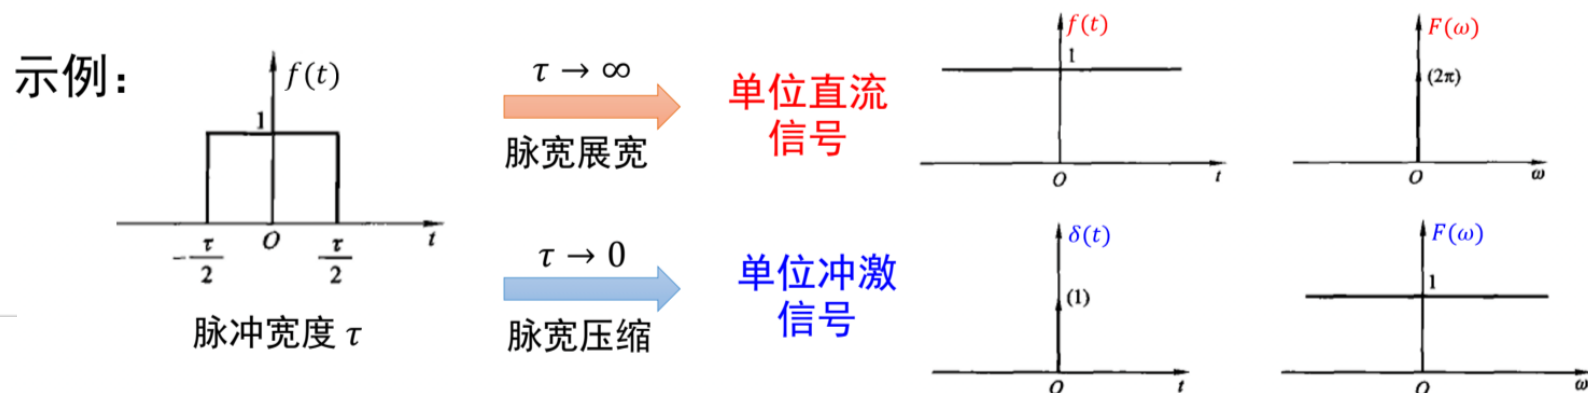 示例：
f(t)
1
-τ/2
O
τ/2
t
脉冲宽度 τ
τ → ∞
脉宽展宽
τ → 0
脉宽压缩
单位直流
信号
单位冲激
信号
f(t)
1
O
t
F(ω)
(2π)
O
ω
δ(t)
(1)
O
t
F(ω)
1
O
ω